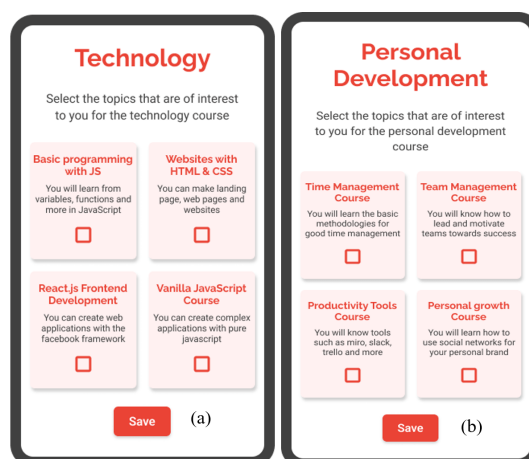 Technology
Select the topics that are of interest
to you for the technology course
Basic programming
with JS
You will learn from
variables, functions and
more in JavaScript
Websites with
HTML & CSS
You can make landing
page, web pages and
websites
React.js Frontend
Development
You can create web
applications with the
facebook framework
Vanilla JavaScript
Course
You can create complex
applications with pure
javascript
Save
(a)
Personal
Development
Select the topics that are of interest
to you for the personal development
course
Time Management
Course
You will learn the basic
methodologies for
good time management
Team Management
Course
You will know how to
lead and motivate
teams towards success
Productivity Tools
Course
You will know tools
such as miro, slack,
trello and more
Personal growth
Course
You will learn how to
use social networks for
your personal brand
Save
(b)